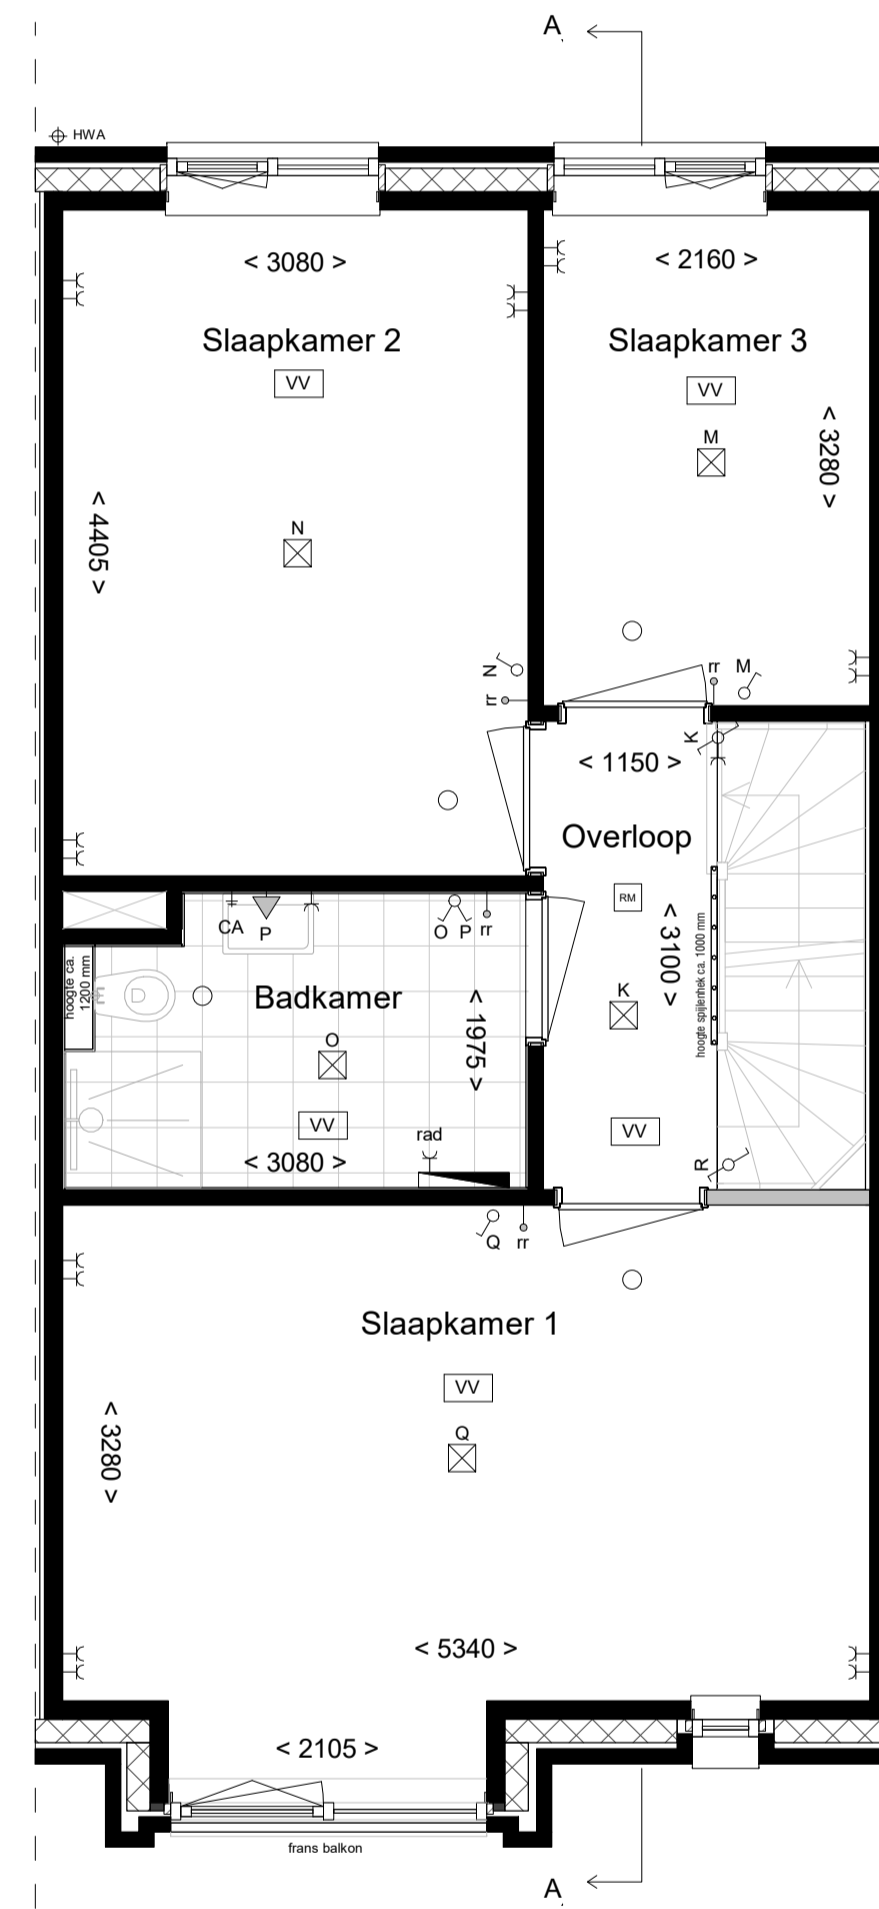 A
HWA
< 3080 >
< 2160 >
Slaapkamer 2
Slaapkamer 3
VV
VV
M
< 3280 >
< 4405 >
N
N
rr
rr
M
K
< 1150 >
Overloop
RM
CA
P
O P
rr
hoogte ca.
1200 mm
Badkamer
< 1975 >
< 3100 >
hoogte spijlenhek ca. 1000 mm
K
O
VV
VV
rad
< 3080 >
R
Q
rr
Slaapkamer 1
VV
Q
< 3280 >
< 5340 >
< 2105 >
frans balkon
A